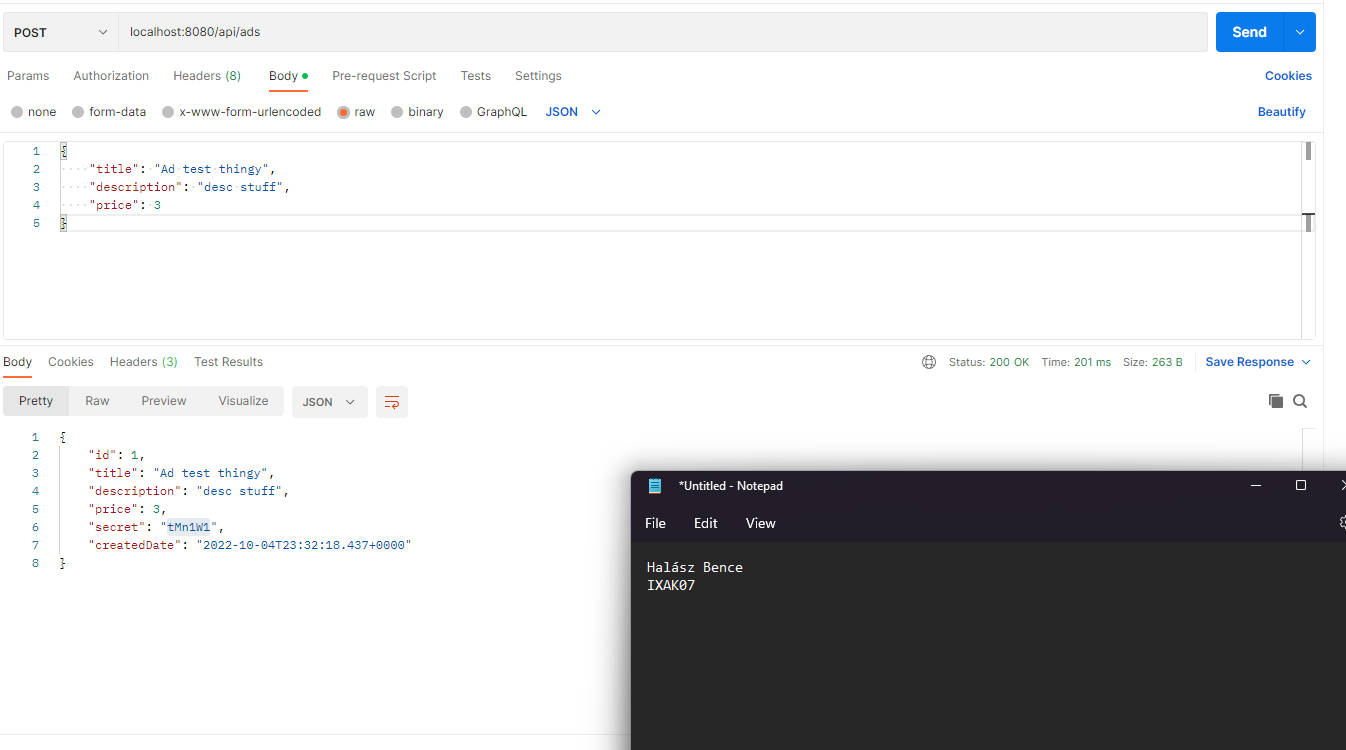 POST localhost:8080/api/ads Send
Params Authorization Headers (8) Body Pre-request Script Tests Settings Cookies
none form-data x-www-form-urlencoded raw binary GraphQL JSON Beautify
1 {
2 "title": "Ad test thingy",
3 "description": "desc stuff",
4 "price": 3
5 }
Body Cookies Headers (3) Test Results Status: 200 OK Time: 201 ms Size: 263 B Save Response
Pretty Raw Preview Visualize JSON
1 {
2 "id": 1,
3 "title": "Ad test thingy",
4 "description": "desc stuff",
5 "price": 3,
6 "secret": "tMn1W1",
7 "createdDate": "2022-10-04T23:32:18.437+0000"
8 }
*Untitled - Notepad
File Edit View
Halász Bence
IXAK07